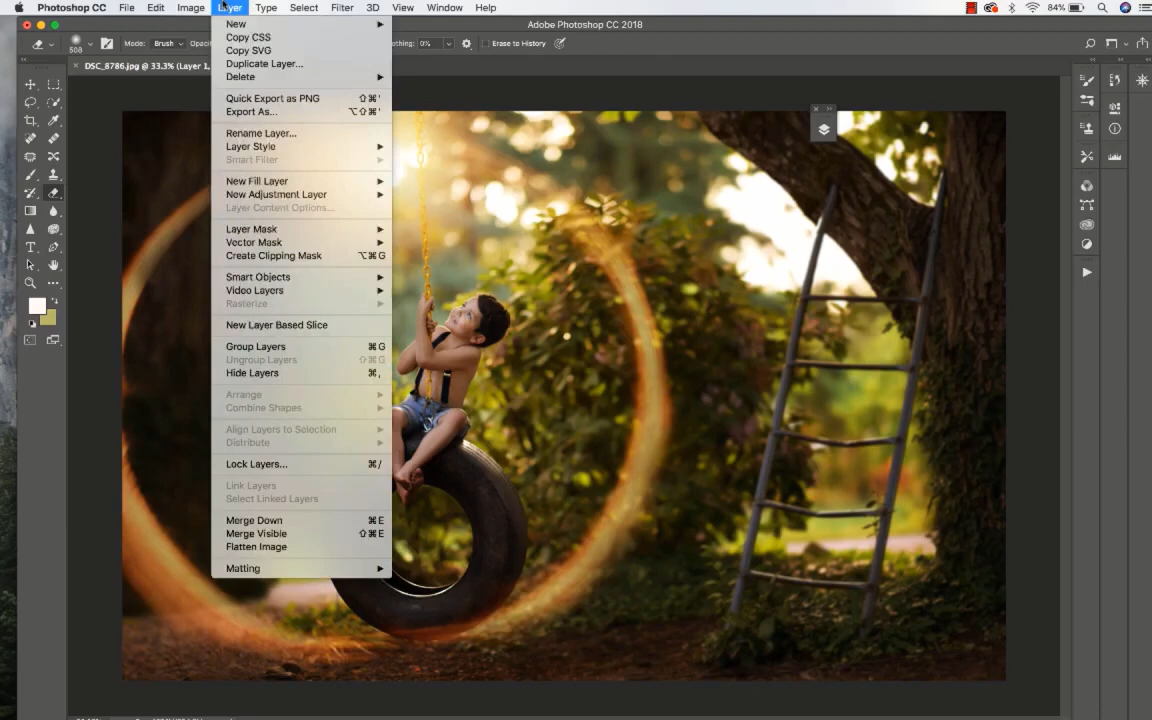 Photoshop CC File Edit Image Layer Type Select Filter 3D View Window Help 84%
Adobe Photoshop CC 2018
508 Mode: Brush 0% Erase to History
× DSC_8786.jpg @ 33.3% (Layer 1,
New
Copy CSS
Copy SVG
Duplicate Layer...
Delete
Quick Export as PNG ⇧⌘'
Export As... ⌥⇧⌘'
Rename Layer...
Layer Style
Smart Filter
New Fill Layer
New Adjustment Layer
Layer Content Options...
Layer Mask
Vector Mask
Create Clipping Mask ⌥⌘G
Smart Objects
Video Layers
Rasterize
New Layer Based Slice
Group Layers ⌘G
Ungroup Layers ⇧⌘G
Hide Layers ⌘,
Arrange
Combine Shapes
Align Layers to Selection
Distribute
Lock Layers... ⌘/
Link Layers
Select Linked Layers
Merge Down ⌘E
Merge Visible ⇧⌘E
Flatten Image
Matting